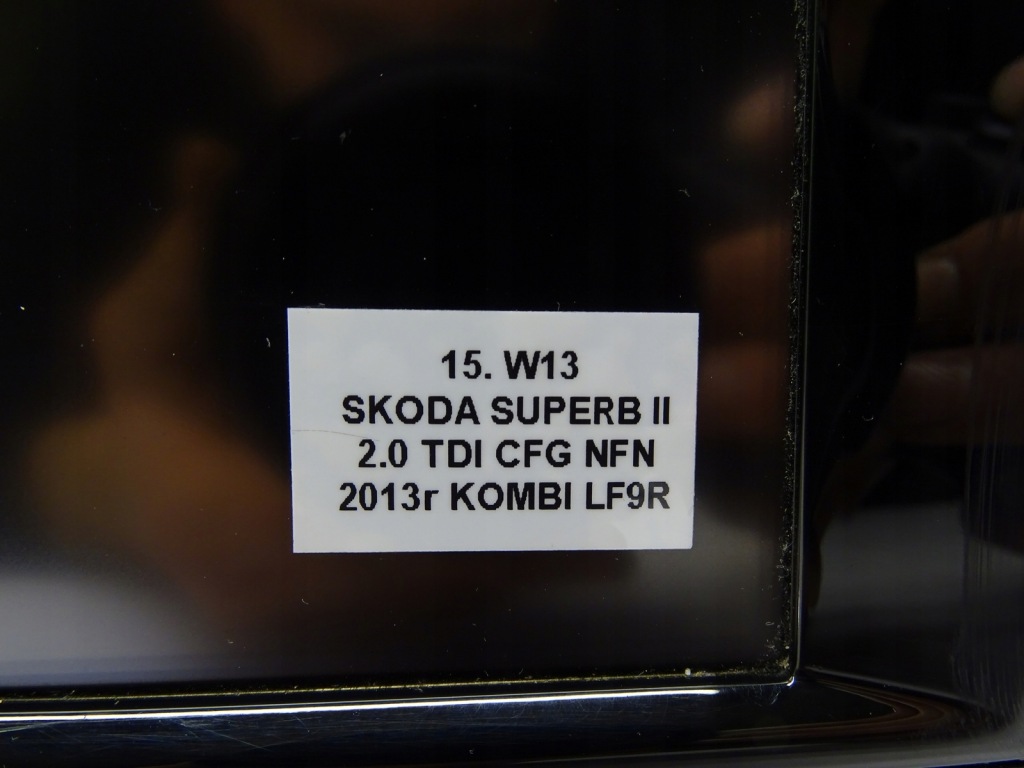 15. W13
SKODA SUPERB II
2.0 TDI CFG NFN
2013r KOMBI LF9R